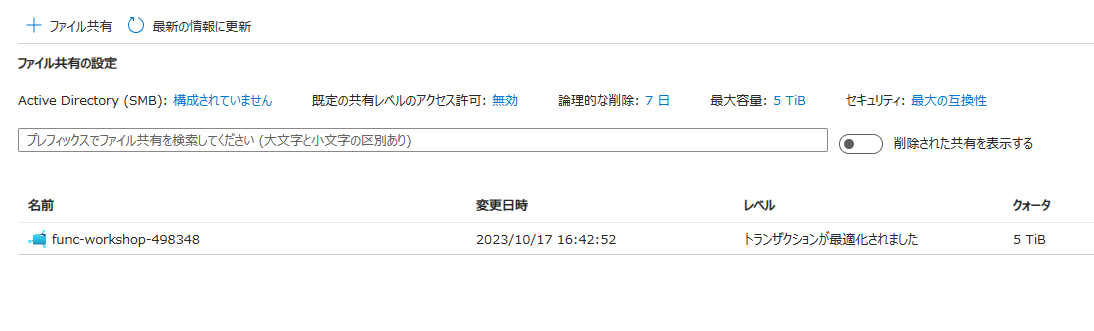 ファイル共有 最新の情報に更新
ファイル共有の設定
Active Directory (SMB): 構成されていません 既定の共有レベルのアクセス許可: 無効 論理的な削除: 7 日 最大容量: 5 TiB セキュリティ: 最大の互換性
プレフィックスでファイル共有を検索してください (大文字と小文字の区別あり) 削除された共有を表示する
名前 変更日時 レベル クォータ
func-workshop-498348 2023/10/17 16:42:52 トランザクションが最適化されました 5 TiB